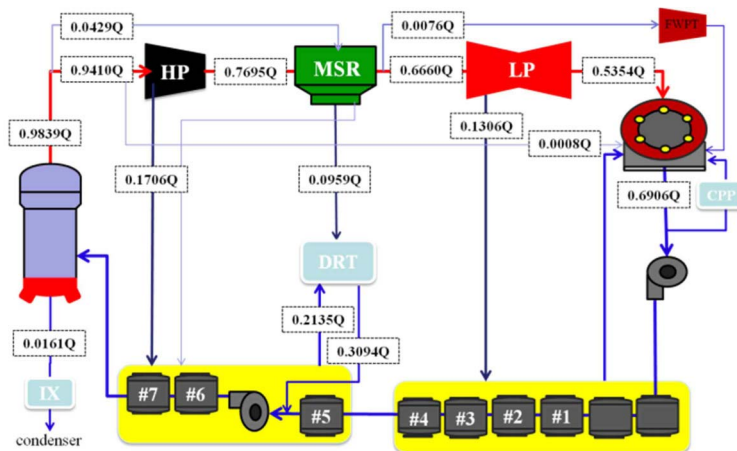 0.0429Q
0.0076Q
FWPT
0.9410Q
HP
0.7695Q
MSR
0.6660Q
LP
0.5354Q
0.9839Q
0.1706Q
0.1306Q
0.0008Q
0.0959Q
0.6906Q
CPP
DRT
0.2135Q
0.3094Q
0.0161Q
IX
condenser
#7 #6 #5 #4 #3 #2 #1